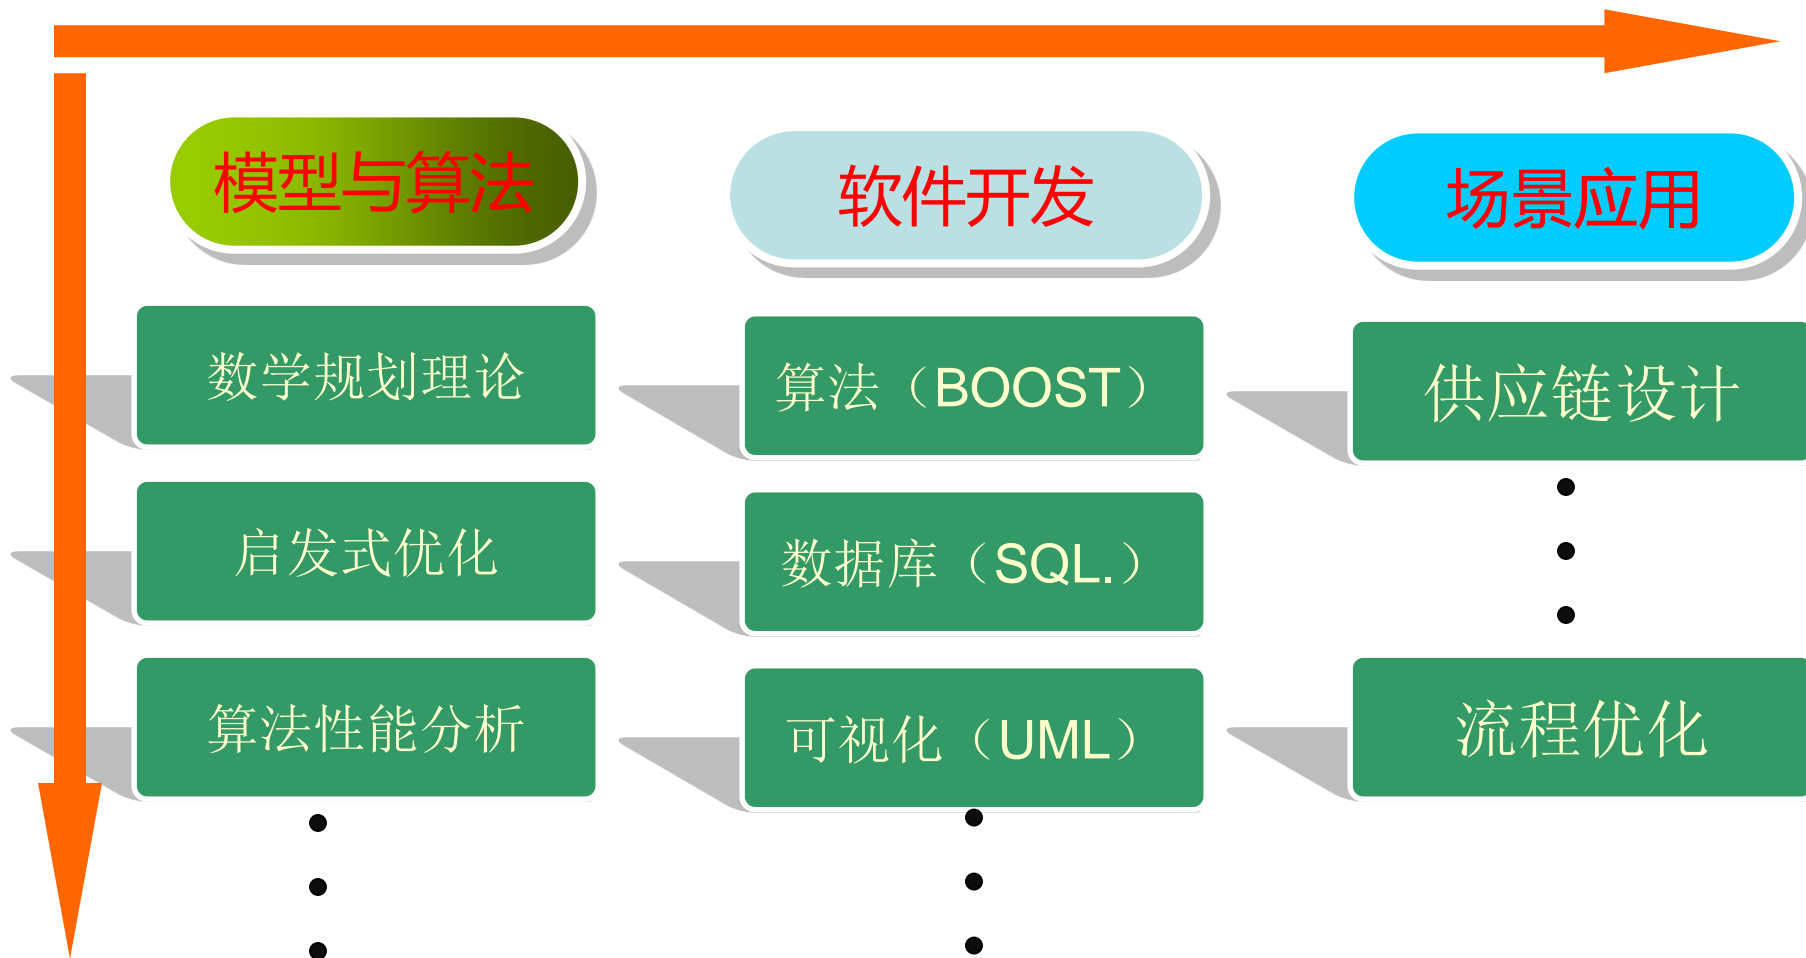 模型与算法
数学规划理论
启发式优化
算法性能分析
软件开发
算法（BOOST）
数据库（SQL.）
可视化（UML）
场景应用
供应链设计
流程优化